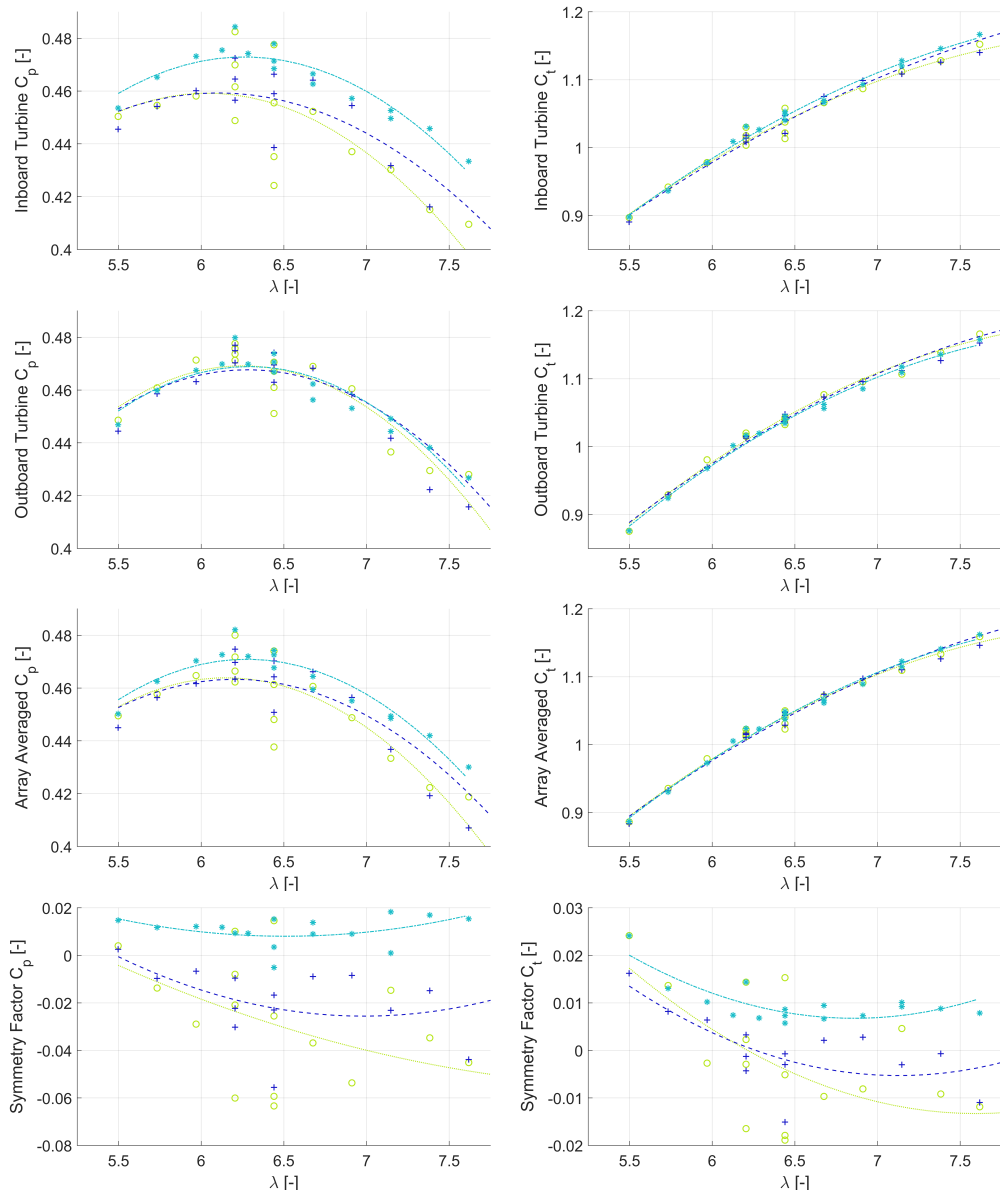 Inboard Turbine Cp [-]
0.48
0.46
0.44
0.42
0.4
5.5 6 6.5 7 7.5
λ [-]
Inboard Turbine Ct [-]
1.2
1.1
1
0.9
5.5 6 6.5 7 7.5
λ [-]
Outboard Turbine Cp [-]
0.48
0.46
0.44
0.42
0.4
5.5 6 6.5 7 7.5
λ [-]
Outboard Turbine Ct [-]
1.2
1.1
1
0.9
5.5 6 6.5 7 7.5
λ [-]
Array Averaged Cp [-]
0.48
0.46
0.44
0.42
0.4
5.5 6 6.5 7 7.5
λ [-]
Array Averaged Ct [-]
1.2
1.1
1
0.9
5.5 6 6.5 7 7.5
λ [-]
Symmetry Factor Cp [-]
0.02
0
-0.02
-0.04
-0.06
-0.08
5.5 6 6.5 7 7.5
λ [-]
Symmetry Factor Ct [-]
0.03
0.02
0.01
0
-0.01
-0.02
5.5 6 6.5 7 7.5
λ [-]